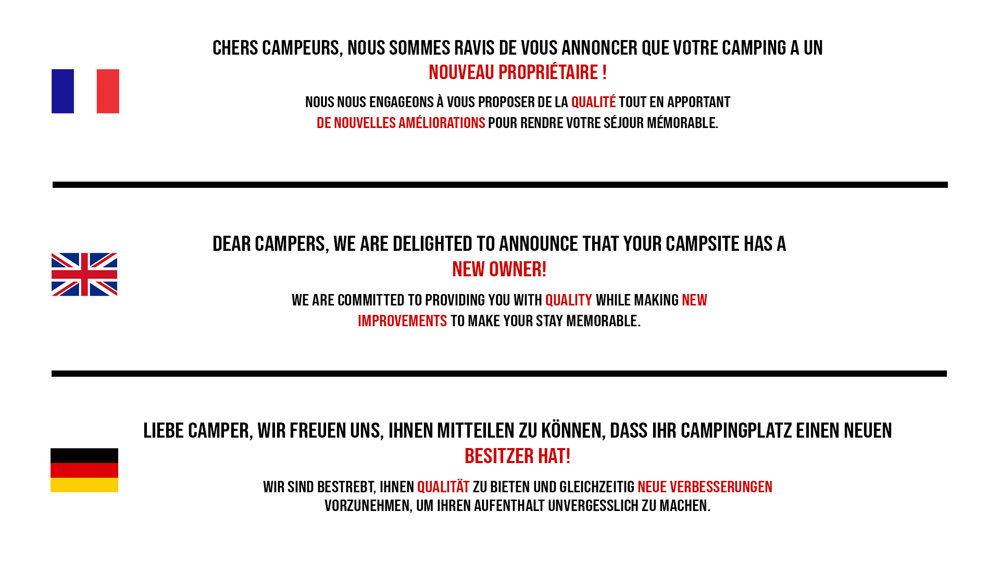 CHERS CAMPEURS, NOUS SOMMES RAVIS DE VOUS ANNONCER QUE VOTRE CAMPING A UN
NOUVEAU PROPRIÉTAIRE !
NOUS NOUS ENGAGEONS À VOUS PROPOSER DE LA QUALITÉ TOUT EN APPORTANT
DE NOUVELLES AMÉLIORATIONS POUR RENDRE VOTRE SÉJOUR MÉMORABLE.
DEAR CAMPERS, WE ARE DELIGHTED TO ANNOUNCE THAT YOUR CAMPSITE HAS A
NEW OWNER!
WE ARE COMMITTED TO PROVIDING YOU WITH QUALITY WHILE MAKING NEW
IMPROVEMENTS TO MAKE YOUR STAY MEMORABLE.
LIEBE CAMPER, WIR FREUEN UNS, IHNEN MITTEILEN ZU KÖNNEN, DASS IHR CAMPINGPLATZ EINEN NEUEN
BESITZER HAT!
WIR SIND BESTREBT, IHNEN QUALITÄT ZU BIETEN UND GLEICHZEITIG NEUE VERBESSERUNGEN
VORZUNEHMEN, UM IHREN AUFENTHALT UNVERGESSLICH ZU MACHEN.